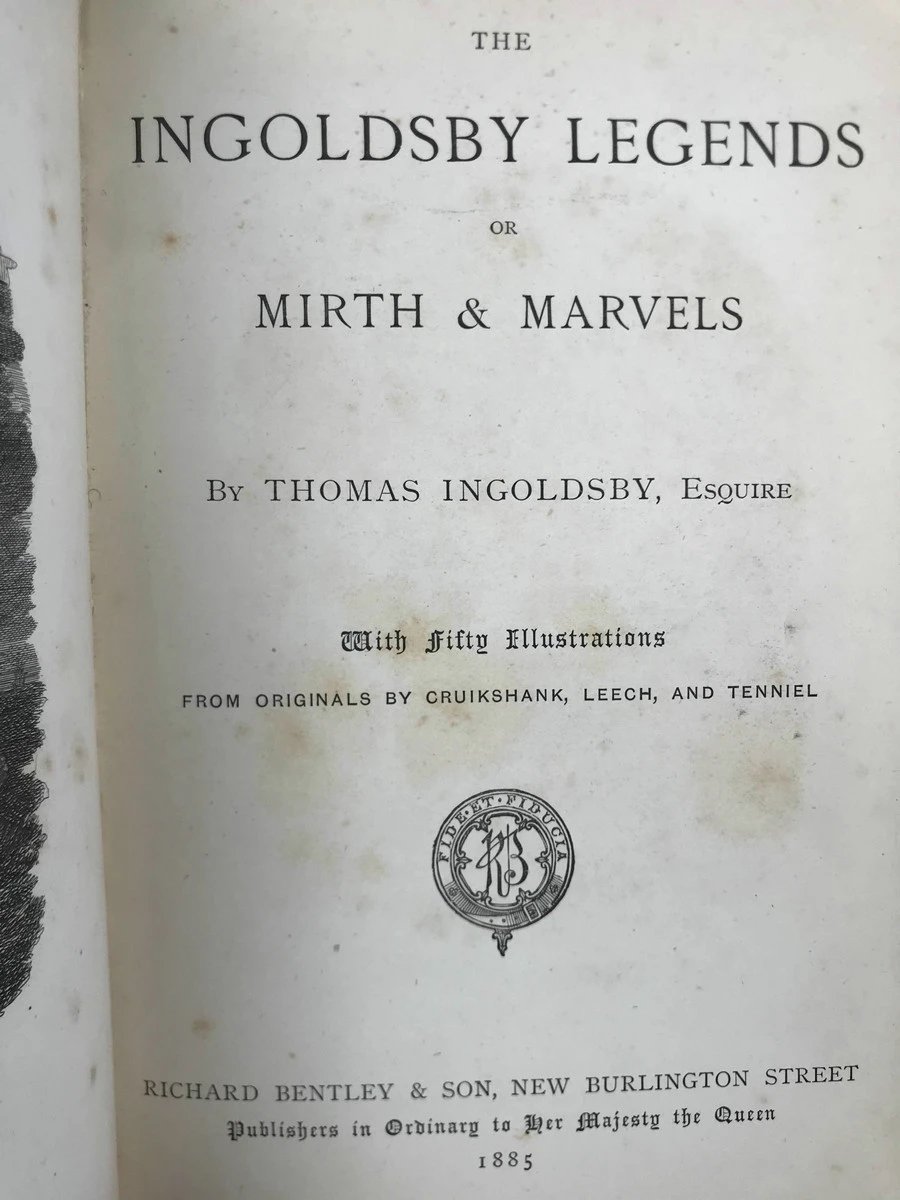 THE
INGOLDSBY LEGENDS
OR
MIRTH & MARVELS
BY THOMAS INGOLDSBY, ESQUIRE
With Fifty Illustrations
FROM ORIGINALS BY CRUIKSHANK, LEECH, AND TENNIEL
FIDE·ET·FIDUCIA
RB
RICHARD BENTLEY & SON, NEW BURLINGTON STREET
Publishers in Ordinary to Her Majesty the Queen
1885